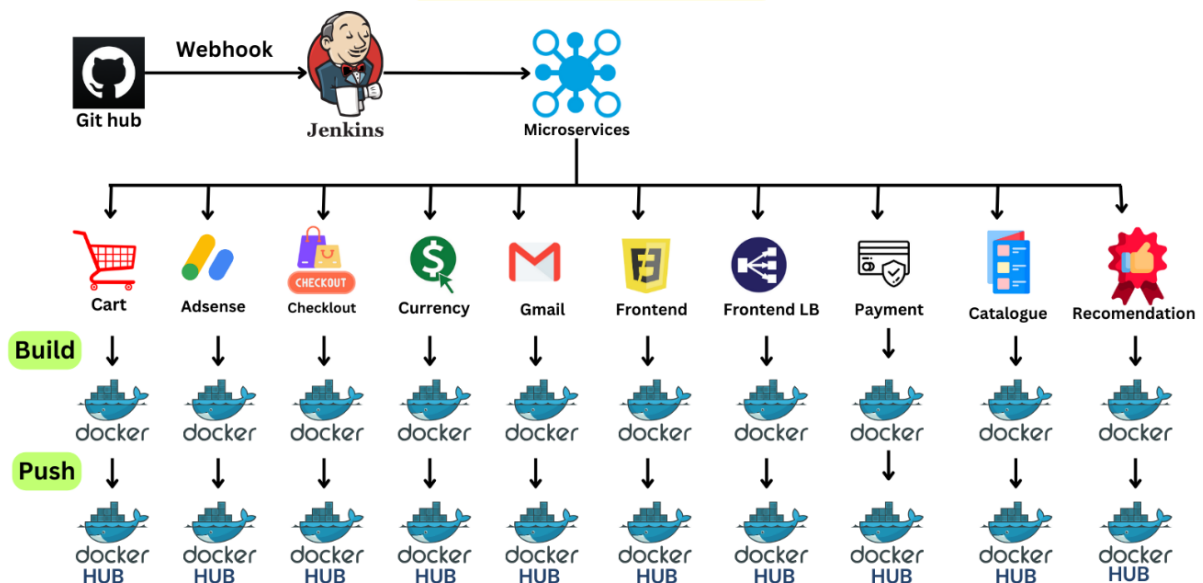 Webhook
Git hub
Jenkins
Microservices
CHECKOUT
$
Cart
Adsense
Checklout
Currency
Gmail
Frontend
Frontend LB
Payment
Catalogue
Recomendation
Build
docker
docker
docker
docker
docker
docker
docker
docker
docker
docker
Push
docker
docker
docker
docker
docker
docker
docker
docker
docker
docker
HUB
HUB
HUB
HUB
HUB
HUB
HUB
HUB
HUB
HUB